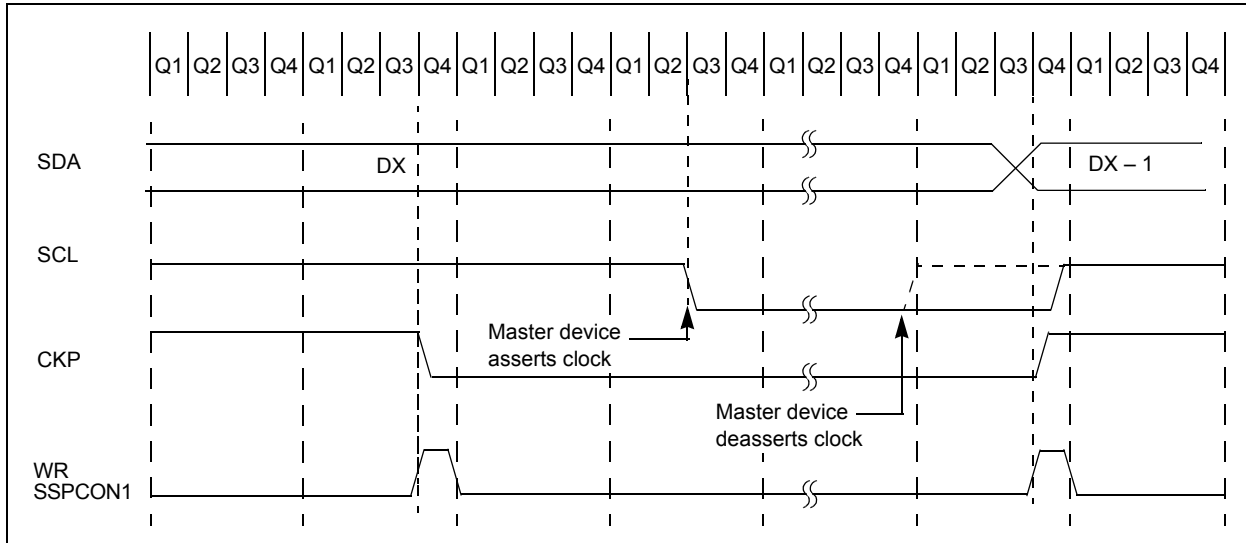 Q1 Q2 Q3 Q4 Q1 Q2 Q3 Q4 Q1 Q2 Q3 Q4 Q1 Q2 Q3 Q4 Q1 Q2 Q3 Q4 Q1 Q2 Q3 Q4 Q1 Q2 Q3 Q4
SDA
DX
DX – 1
SCL
Master device
asserts clock
CKP
Master device
deasserts clock
WR
SSPCON1